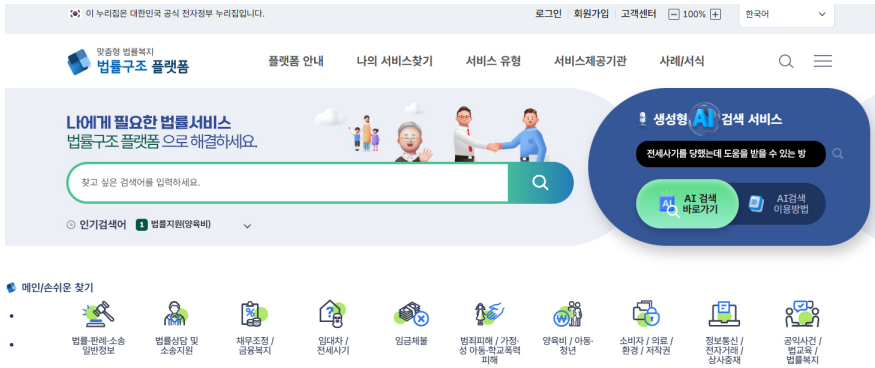 이 누리집은 대한민국 공식 전자정부 누리집입니다.
로그인 회원가입 고객센터 100% 한국어
맞춤형 법률복지
법률구조 플랫폼
플랫폼 안내 나의 서비스찾기 서비스 유형 서비스제공기관 사례/서식
나에게 필요한 법률서비스
법률구조 플랫폼 으로 해결하세요.
찾고 싶은 검색어를 입력하세요.
인기검색어 1 법률지원(양육비)
생성형 AI 검색 서비스
전세사기를 당했는데 도움을 받을 수 있는 방
AI 검색
바로가기
AI검색
이용방법
메인/손쉬운 찾기
법률·판례·소송
일반정보
법률상담 및
소송지원
채무조정 /
금융복지
임대차 /
전세사기
임금체불
범죄피해 / 가정·
성 아동·학교폭력
피해
양육비 / 아동·
청년
소비자 / 의료 /
환경 / 저작권
정보통신 /
전자거래 /
상사중재
공익사건 /
법교육 /
법률복지